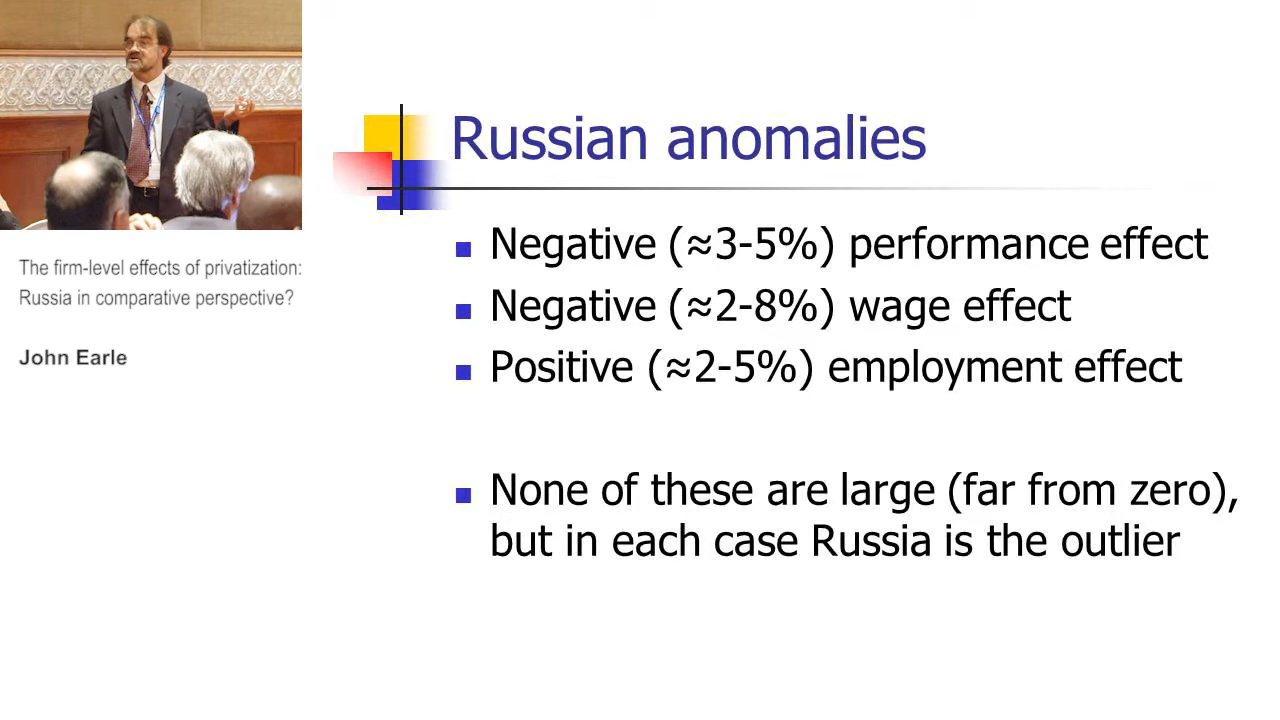 The firm-level effects of privatization:
Russia in comparative perspective?
John Earle
Russian anomalies
Negative (≈3-5%) performance effect
Negative (≈2-8%) wage effect
Positive (≈2-5%) employment effect
None of these are large (far from zero),
but in each case Russia is the outlier